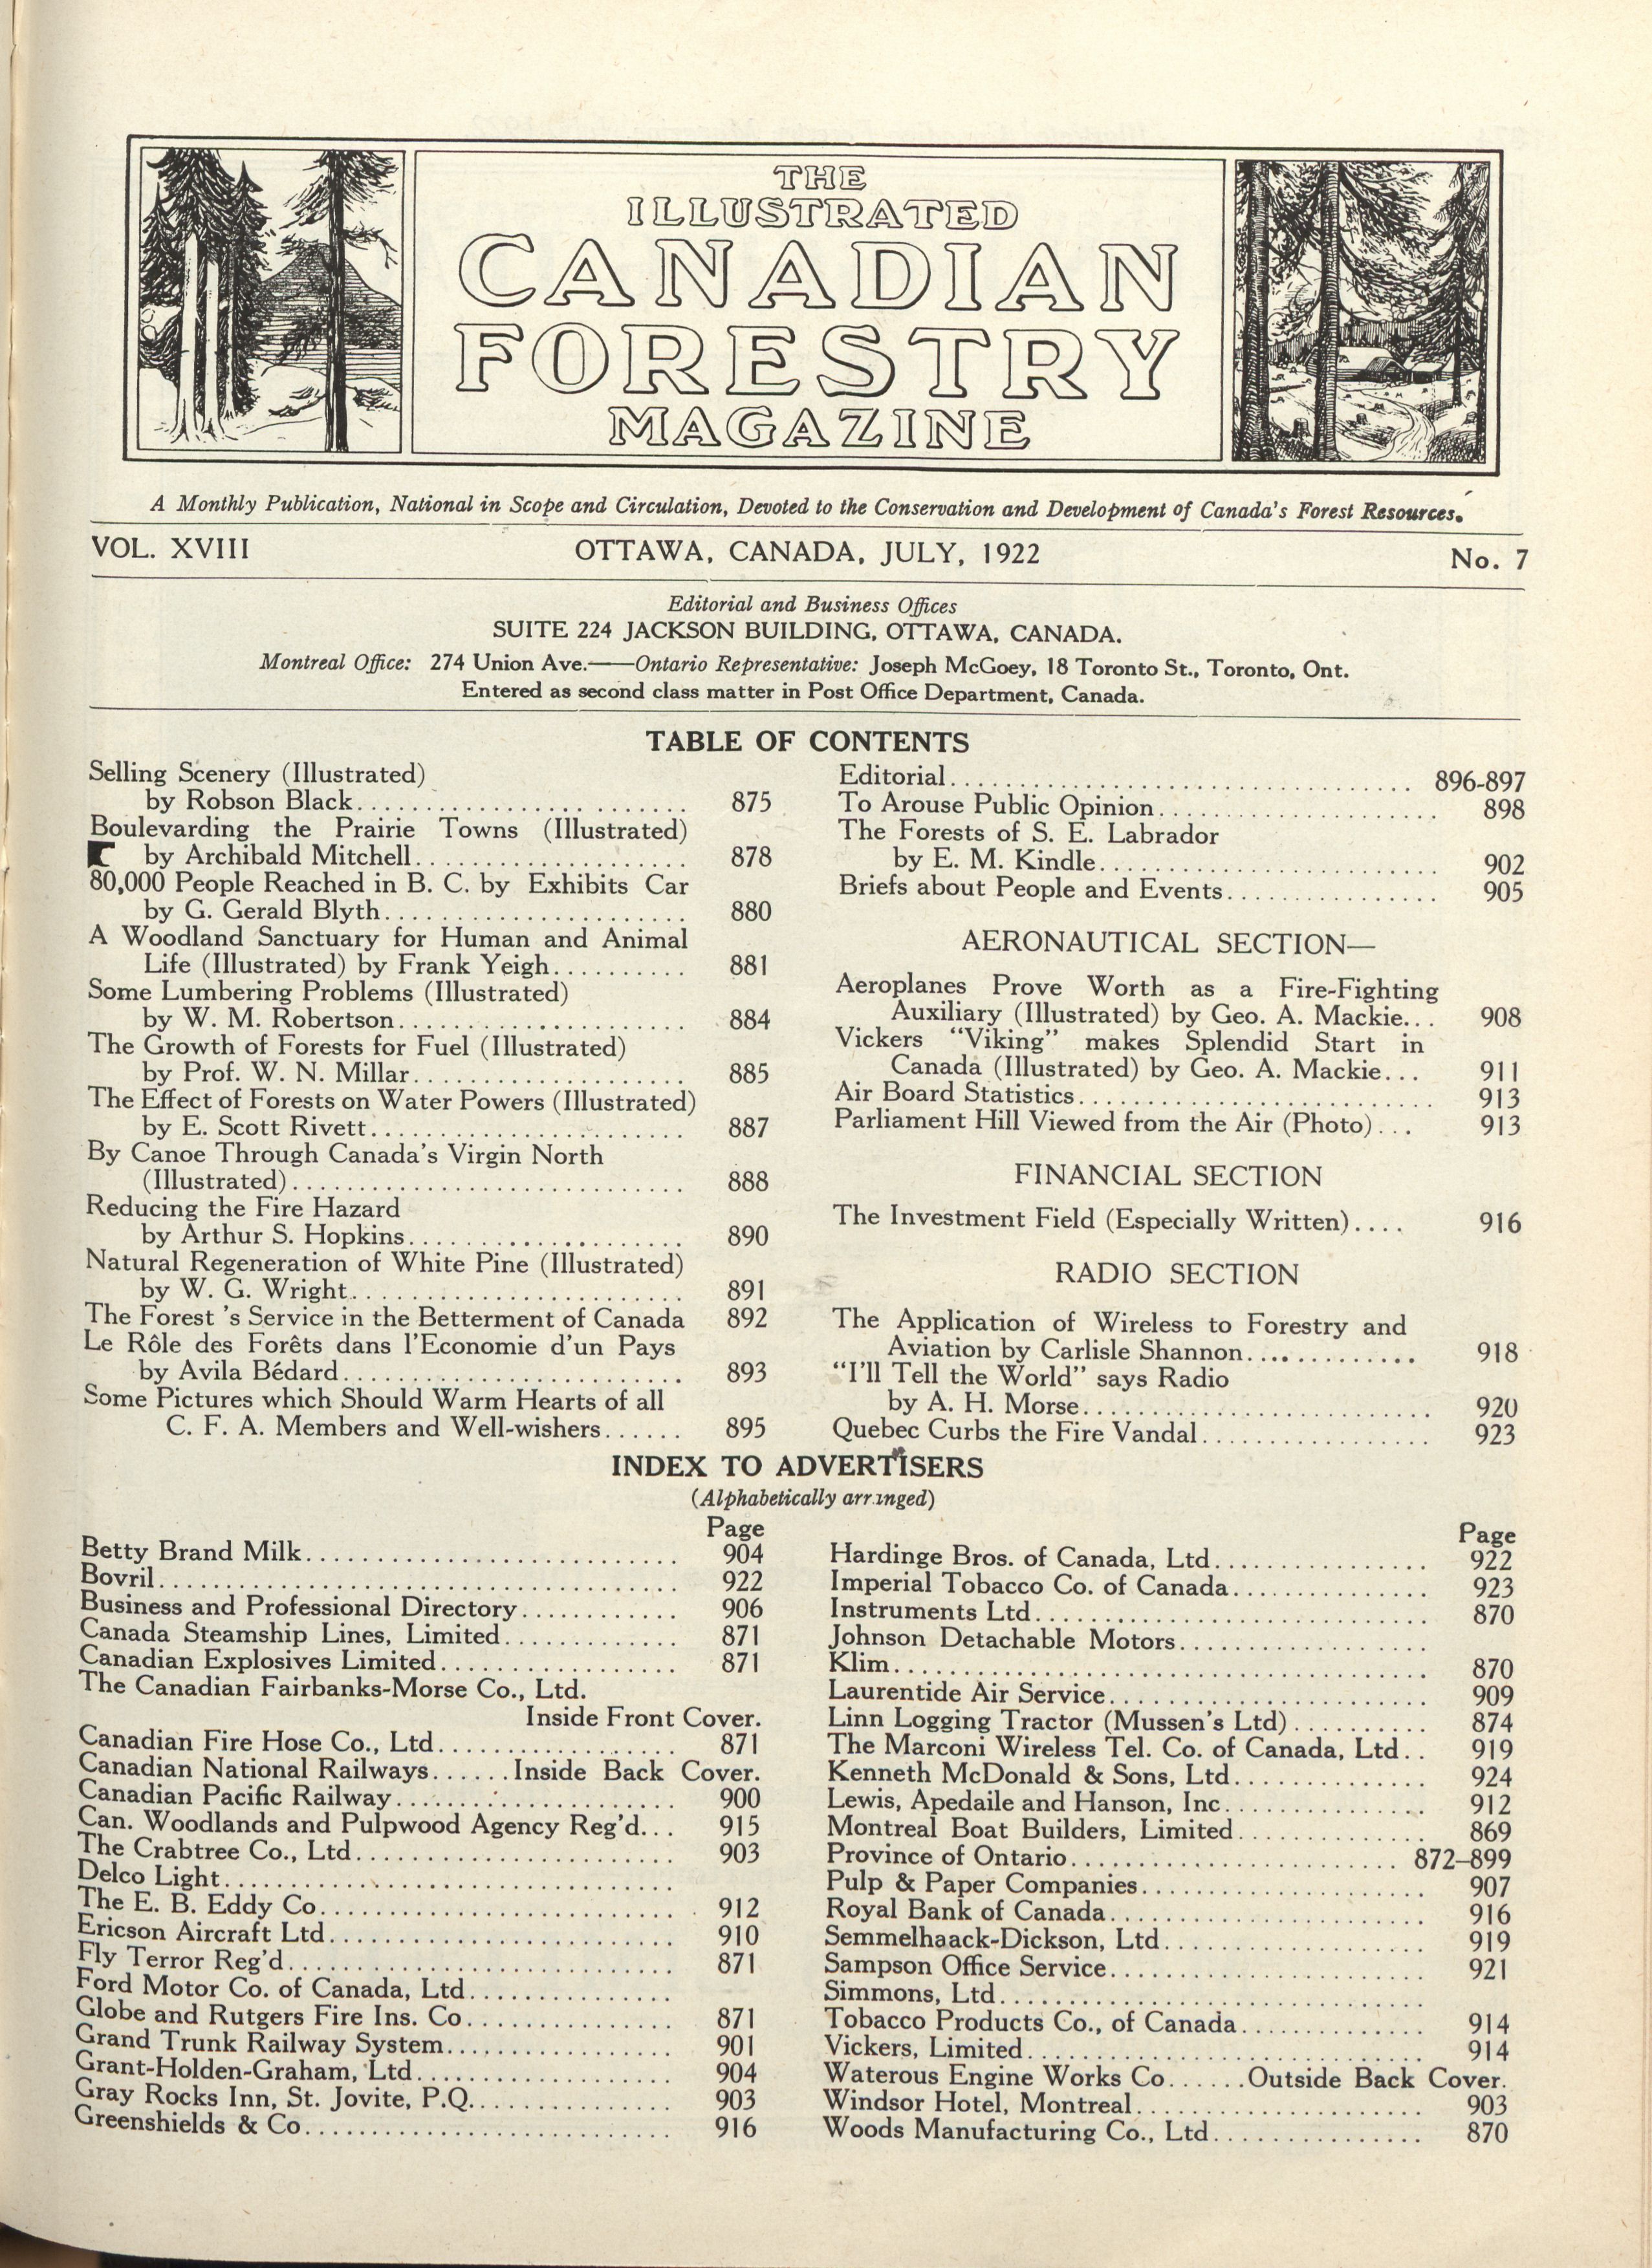 THE
ILLUSTRATED
CANADIAN
FORESTRY
MAGAZINE
A Monthly Publication, National in Scope and Circulation, Devoted to the Conservation and Development of Canada's Forest Resources.
VOL. XVIII OTTAWA, CANADA, JULY, 1922 No. 7
Editorial and Business Offices
SUITE 224 JACKSON BUILDING, OTTAWA, CANADA.
Montreal Office: 274 Union Ave.——Ontario Representative: Joseph McGoey, 18 Toronto St., Toronto, Ont.
Entered as second class matter in Post Office Department, Canada.
TABLE OF CONTENTS
Selling Scenery (Illustrated)
by Robson Black........................ 875
Boulevarding the Prairie Towns (Illustrated)
by Archibald Mitchell.................... 878
80,000 People Reached in B. C. by Exhibits Car
by G. Gerald Blyth...................... 880
A Woodland Sanctuary for Human and Animal
Life (Illustrated) by Frank Yeigh.......... 881
Some Lumbering Problems (Illustrated)
by W. M. Robertson..................... 884
The Growth of Forests for Fuel (Illustrated)
by Prof. W. N. Millar.................... 885
The Effect of Forests on Water Powers (Illustrated)
by E. Scott Rivett....................... 887
By Canoe Through Canada's Virgin North
(Illustrated)............................ 888
Reducing the Fire Hazard
by Arthur S. Hopkins.................... 890
Natural Regeneration of White Pine (Illustrated)
by W. G. Wright........................ 891
The Forest 's Service in the Betterment of Canada 892
Le Rôle des Forêts dans l'Economie d'un Pays
by Avila Bédard......................... 893
Some Pictures which Should Warm Hearts of all
C. F. A. Members and Well-wishers...... 895
Editorial................................. 896-897
To Arouse Public Opinion.................... 898
The Forests of S. E. Labrador
by E. M. Kindle........................ 902
Briefs about People and Events................ 905
AERONAUTICAL SECTION—
Aeroplanes Prove Worth as a Fire-Fighting
Auxiliary (Illustrated) by Geo. A. Mackie... 908
Vickers "Viking" makes Splendid Start in
Canada (Illustrated) by Geo. A. Mackie... 911
Air Board Statistics.......................... 913
Parliament Hill Viewed from the Air (Photo)... 913
FINANCIAL SECTION
The Investment Field (Especially Written).... 916
RADIO SECTION
The Application of Wireless to Forestry and
Aviation by Carlisle Shannon............. 918
"I'll Tell the World" says Radio
by A. H. Morse......................... 920
Quebec Curbs the Fire Vandal................. 923
INDEX TO ADVERTISERS
(Alphabetically arranged)
Page
Betty Brand Milk............................ 904
Bovril....................................... 922
Business and Professional Directory............ 906
Canada Steamship Lines, Limited............. 871
Canadian Explosives Limited.................. 871
The Canadian Fairbanks-Morse Co., Ltd.
Inside Front Cover.
Canadian Fire Hose Co., Ltd.................. 871
Canadian National Railways......Inside Back Cover.
Canadian Pacific Railway..................... 900
Can. Woodlands and Pulpwood Agency Reg'd... 915
The Crabtree Co., Ltd........................ 903
Delco Light.................................
The E. B. Eddy Co.......................... 912
Ericson Aircraft Ltd.......................... 910
Fly Terror Reg'd............................. 871
Ford Motor Co. of Canada, Ltd...............
Globe and Rutgers Fire Ins. Co................ 871
Grand Trunk Railway System................. 901
Grant-Holden-Graham, Ltd.................... 904
Gray Rocks Inn, St. Jovite, P.Q............... 903
Greenshields & Co........................... 916
Page
Hardinge Bros. of Canada, Ltd................ 922
Imperial Tobacco Co. of Canada............... 923
Instruments Ltd............................. 870
Johnson Detachable Motors...................
Klim........................................ 870
Laurentide Air Service........................ 909
Linn Logging Tractor (Mussen's Ltd).......... 874
The Marconi Wireless Tel. Co. of Canada, Ltd.. 919
Kenneth McDonald & Sons, Ltd............... 924
Lewis, Apedaile and Hanson, Inc............... 912
Montreal Boat Builders, Limited............... 869
Province of Ontario........................ 872–899
Pulp & Paper Companies..................... 907
Royal Bank of Canada....................... 916
Semmelhaack-Dickson, Ltd.................... 919
Sampson Office Service....................... 921
Simmons, Ltd...............................
Tobacco Products Co., of Canada.............. 914
Vickers, Limited............................. 914
Waterous Engine Works Co......Outside Back Cover.
Windsor Hotel, Montreal...................... 903
Woods Manufacturing Co., Ltd................ 870